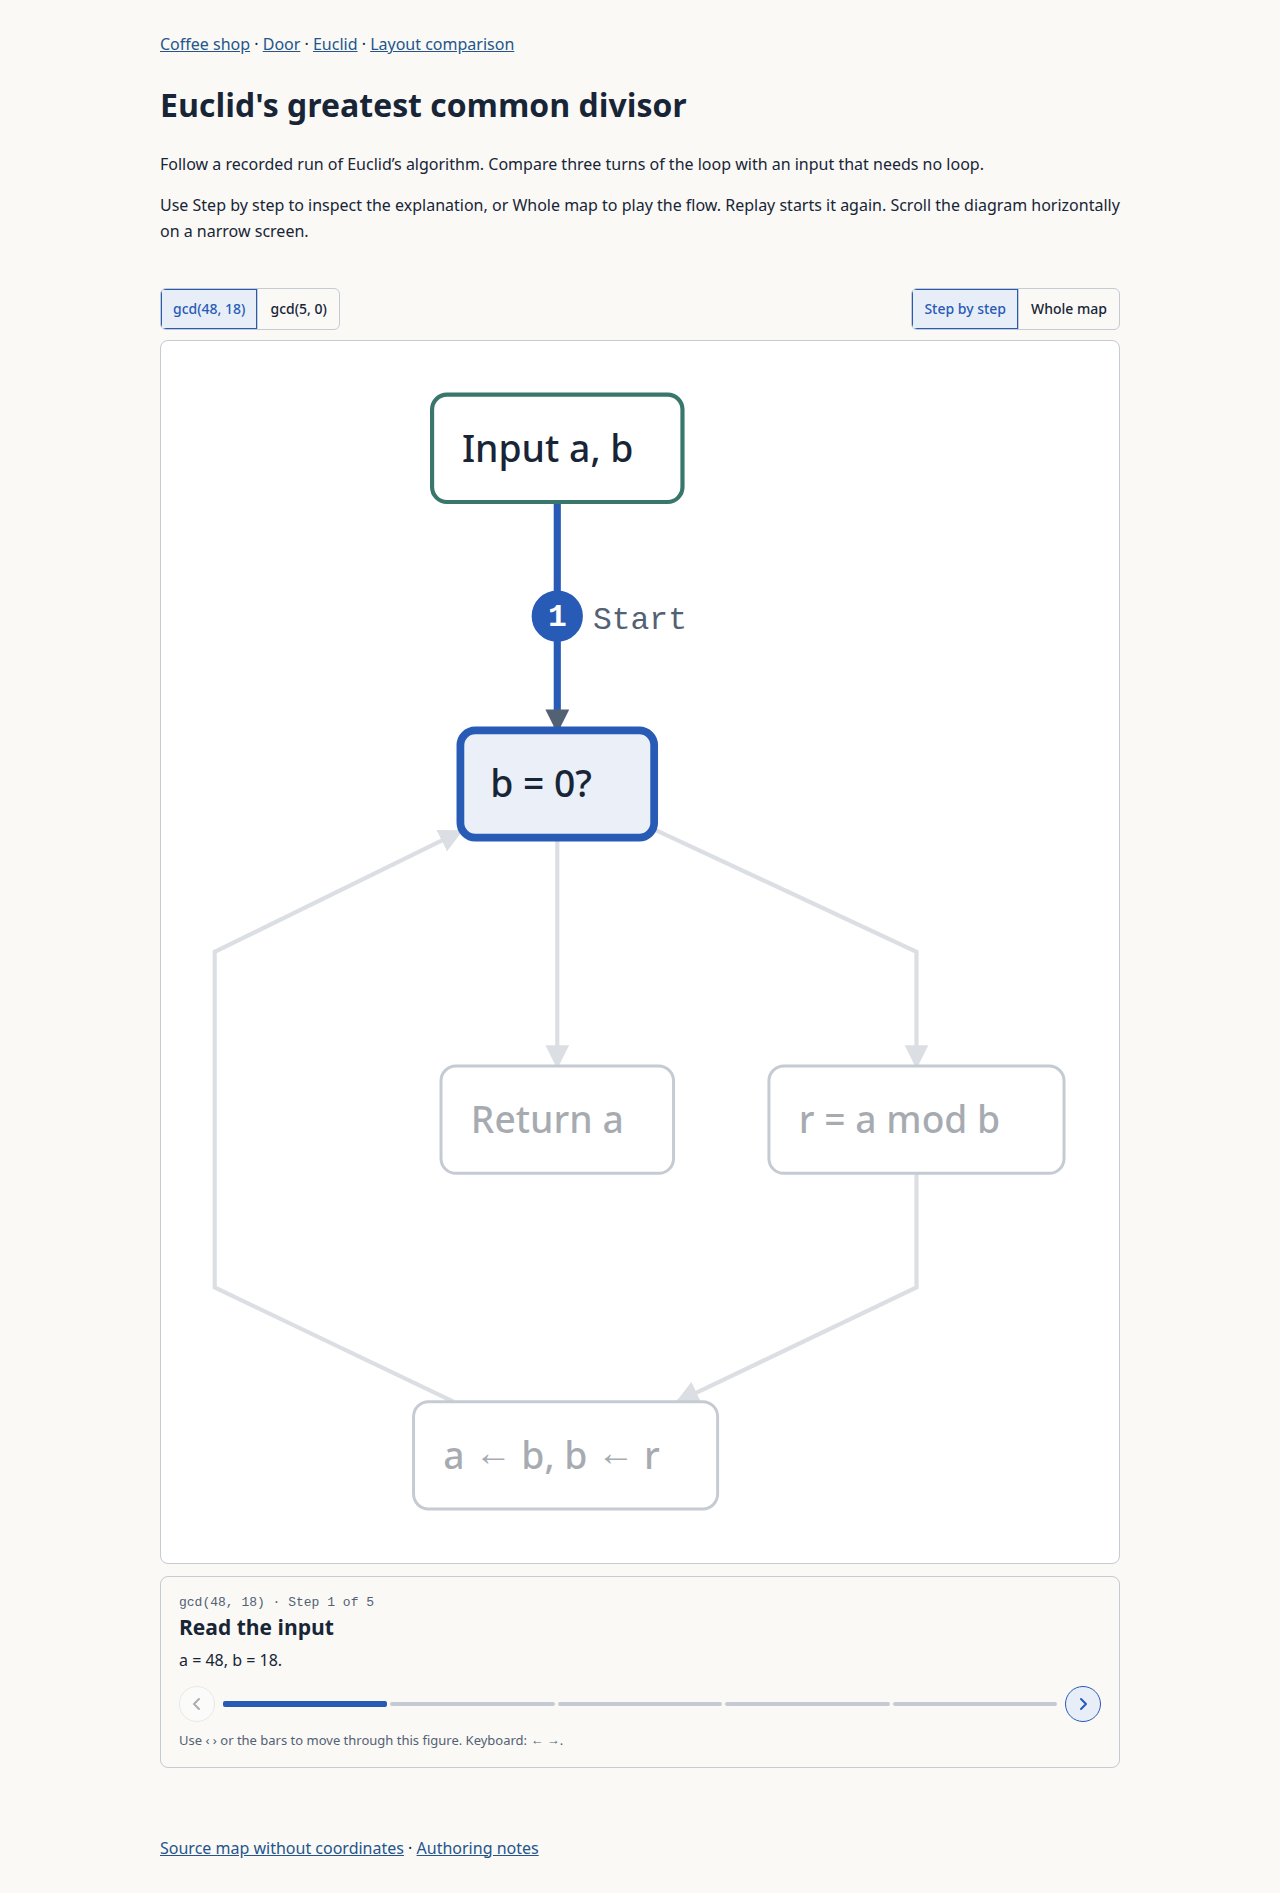 Coffee shop · Door · Euclid · Layout comparison
Euclid's greatest common divisor
Follow a recorded run of Euclid’s algorithm. Compare three turns of the loop with an input that needs no loop.
Use Step by step to inspect the explanation, or Whole map to play the flow. Replay starts it again. Scroll the diagram horizontally
on a narrow screen.
gcd(48, 18) gcd(5, 0) Step by step Whole map
Input a, b
1 Start
b = 0?
Return a r = a mod b
a ← b, b ← r
gcd(48, 18) · Step 1 of 5
Read the input
a = 48, b = 18.
Use ‹ › or the bars to move through this figure. Keyboard: ← →.
Source map without coordinates · Authoring notes